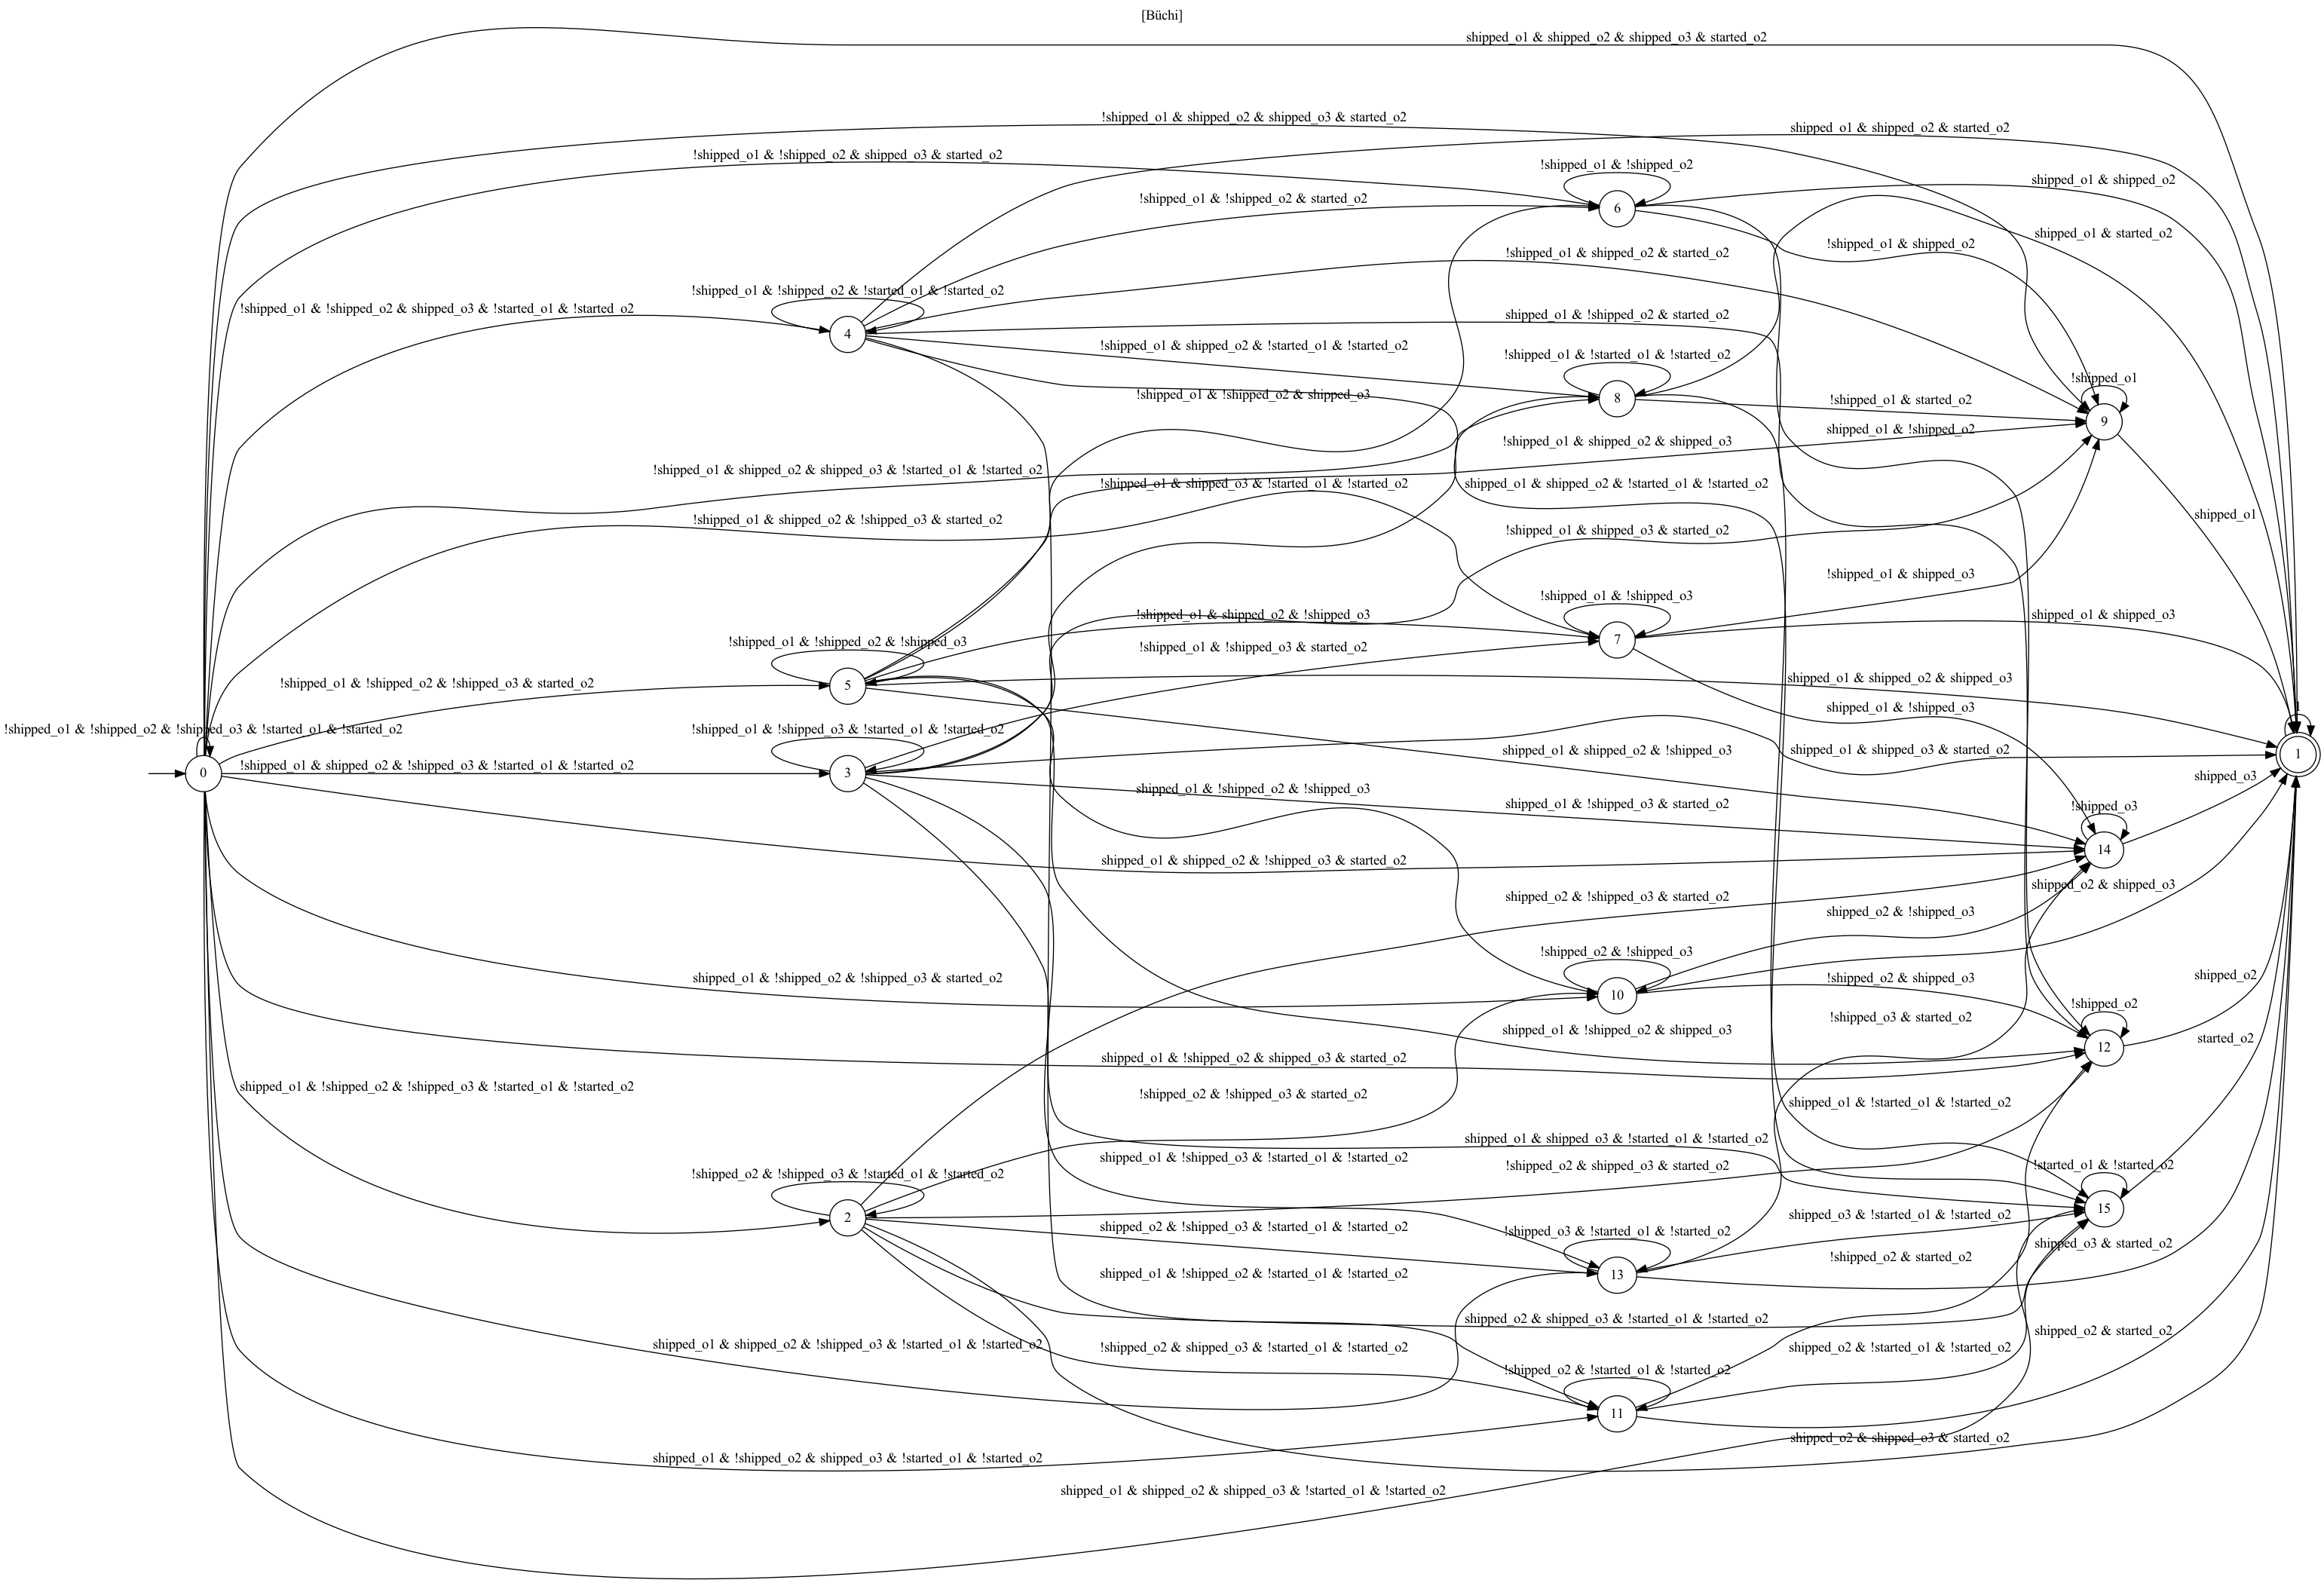 [Büchi]
shipped_o1 & shipped_o2 & shipped_o3 & started_o2
!shipped_o1 & shipped_o2 & shipped_o3 & started_o2
shipped_o1 & shipped_o2 & started_o2
!shipped_o1 & !shipped_o2 & shipped_o3 & started_o2
!shipped_o1 & !shipped_o2
shipped_o1 & shipped_o2
!shipped_o1 & !shipped_o2 & started_o2
6
shipped_o1 & started_o2
!shipped_o1 & shipped_o2
!shipped_o1 & shipped_o2 & started_o2
!shipped_o1 & !shipped_o2 & !started_o1 & !started_o2
!shipped_o1 & !shipped_o2 & shipped_o3 & !started_o1 & !started_o2
shipped_o1 & !shipped_o2 & started_o2
4
!shipped_o1 & shipped_o2 & !started_o1 & !started_o2
!shipped_o1 & !started_o1 & !started_o2
!shipped_o1
!shipped_o1 & !shipped_o2 & shipped_o3
8
!shipped_o1 & started_o2
9
shipped_o1 & !shipped_o2
!shipped_o1 & shipped_o2 & shipped_o3
!shipped_o1 & shipped_o2 & shipped_o3 & !started_o1 & !started_o2
!shipped_o1 & shipped_o3 & !started_o1 & !started_o2
shipped_o1 & shipped_o2 & !started_o1 & !started_o2
shipped_o1
!shipped_o1 & shipped_o2 & !shipped_o3 & started_o2
!shipped_o1 & shipped_o3 & started_o2
!shipped_o1 & shipped_o3
!shipped_o1 & !shipped_o3
!shipped_o1 & shipped_o2 & !shipped_o3
shipped_o1 & shipped_o3
7
!shipped_o1 & !shipped_o2 & !shipped_o3
!shipped_o1 & !shipped_o3 & started_o2
!shipped_o1 & !shipped_o2 & !shipped_o3 & started_o2
5
shipped_o1 & shipped_o2 & shipped_o3
shipped_o1 & !shipped_o3
1
!shipped_o1 & !shipped_o2 & !shipped_o3 & !started_o1 & !started_o2
!shipped_o1 & !shipped_o3 & !started_o1 & !started_o2
shipped_o1 & shipped_o2 & !shipped_o3
shipped_o1 & shipped_o3 & started_o2
1
!shipped_o1 & shipped_o2 & !shipped_o3 & !started_o1 & !started_o2
0
3
shipped_o3
shipped_o1 & !shipped_o2 & !shipped_o3
shipped_o1 & !shipped_o3 & started_o2
!shipped_o3
14
shipped_o1 & shipped_o2 & !shipped_o3 & started_o2
shipped_o2 & shipped_o3
shipped_o2 & !shipped_o3 & started_o2
shipped_o2 & !shipped_o3
!shipped_o2 & !shipped_o3
shipped_o1 & !shipped_o2 & !shipped_o3 & started_o2
!shipped_o2 & shipped_o3
shipped_o2
10
!shipped_o2
!shipped_o3 & started_o2
shipped_o1 & !shipped_o2 & shipped_o3
started_o2
12
shipped_o1 & !shipped_o2 & shipped_o3 & started_o2
shipped_o1 & !shipped_o2 & !shipped_o3 & !started_o1 & !started_o2
!shipped_o2 & !shipped_o3 & started_o2
shipped_o1 & !started_o1 & !started_o2
shipped_o1 & shipped_o3 & !started_o1 & !started_o2
shipped_o1 & !shipped_o3 & !started_o1 & !started_o2
!shipped_o2 & shipped_o3 & started_o2
!started_o1 & !started_o2
!shipped_o2 & !shipped_o3 & !started_o1 & !started_o2
15
2
shipped_o3 & !started_o1 & !started_o2
shipped_o2 & !shipped_o3 & !started_o1 & !started_o2
!shipped_o3 & !started_o1 & !started_o2
shipped_o3 & started_o2
!shipped_o2 & started_o2
shipped_o1 & !shipped_o2 & !started_o1 & !started_o2
13
shipped_o2 & shipped_o3 & !started_o1 & !started_o2
shipped_o2 & started_o2
shipped_o1 & shipped_o2 & !shipped_o3 & !started_o1 & !started_o2
!shipped_o2 & shipped_o3 & !started_o1 & !started_o2
shipped_o2 & !started_o1 & !started_o2
!shipped_o2 & !started_o1 & !started_o2
11
shipped_o2 & shipped_o3 & started_o2
shipped_o1 & !shipped_o2 & shipped_o3 & !started_o1 & !started_o2
shipped_o1 & shipped_o2 & shipped_o3 & !started_o1 & !started_o2